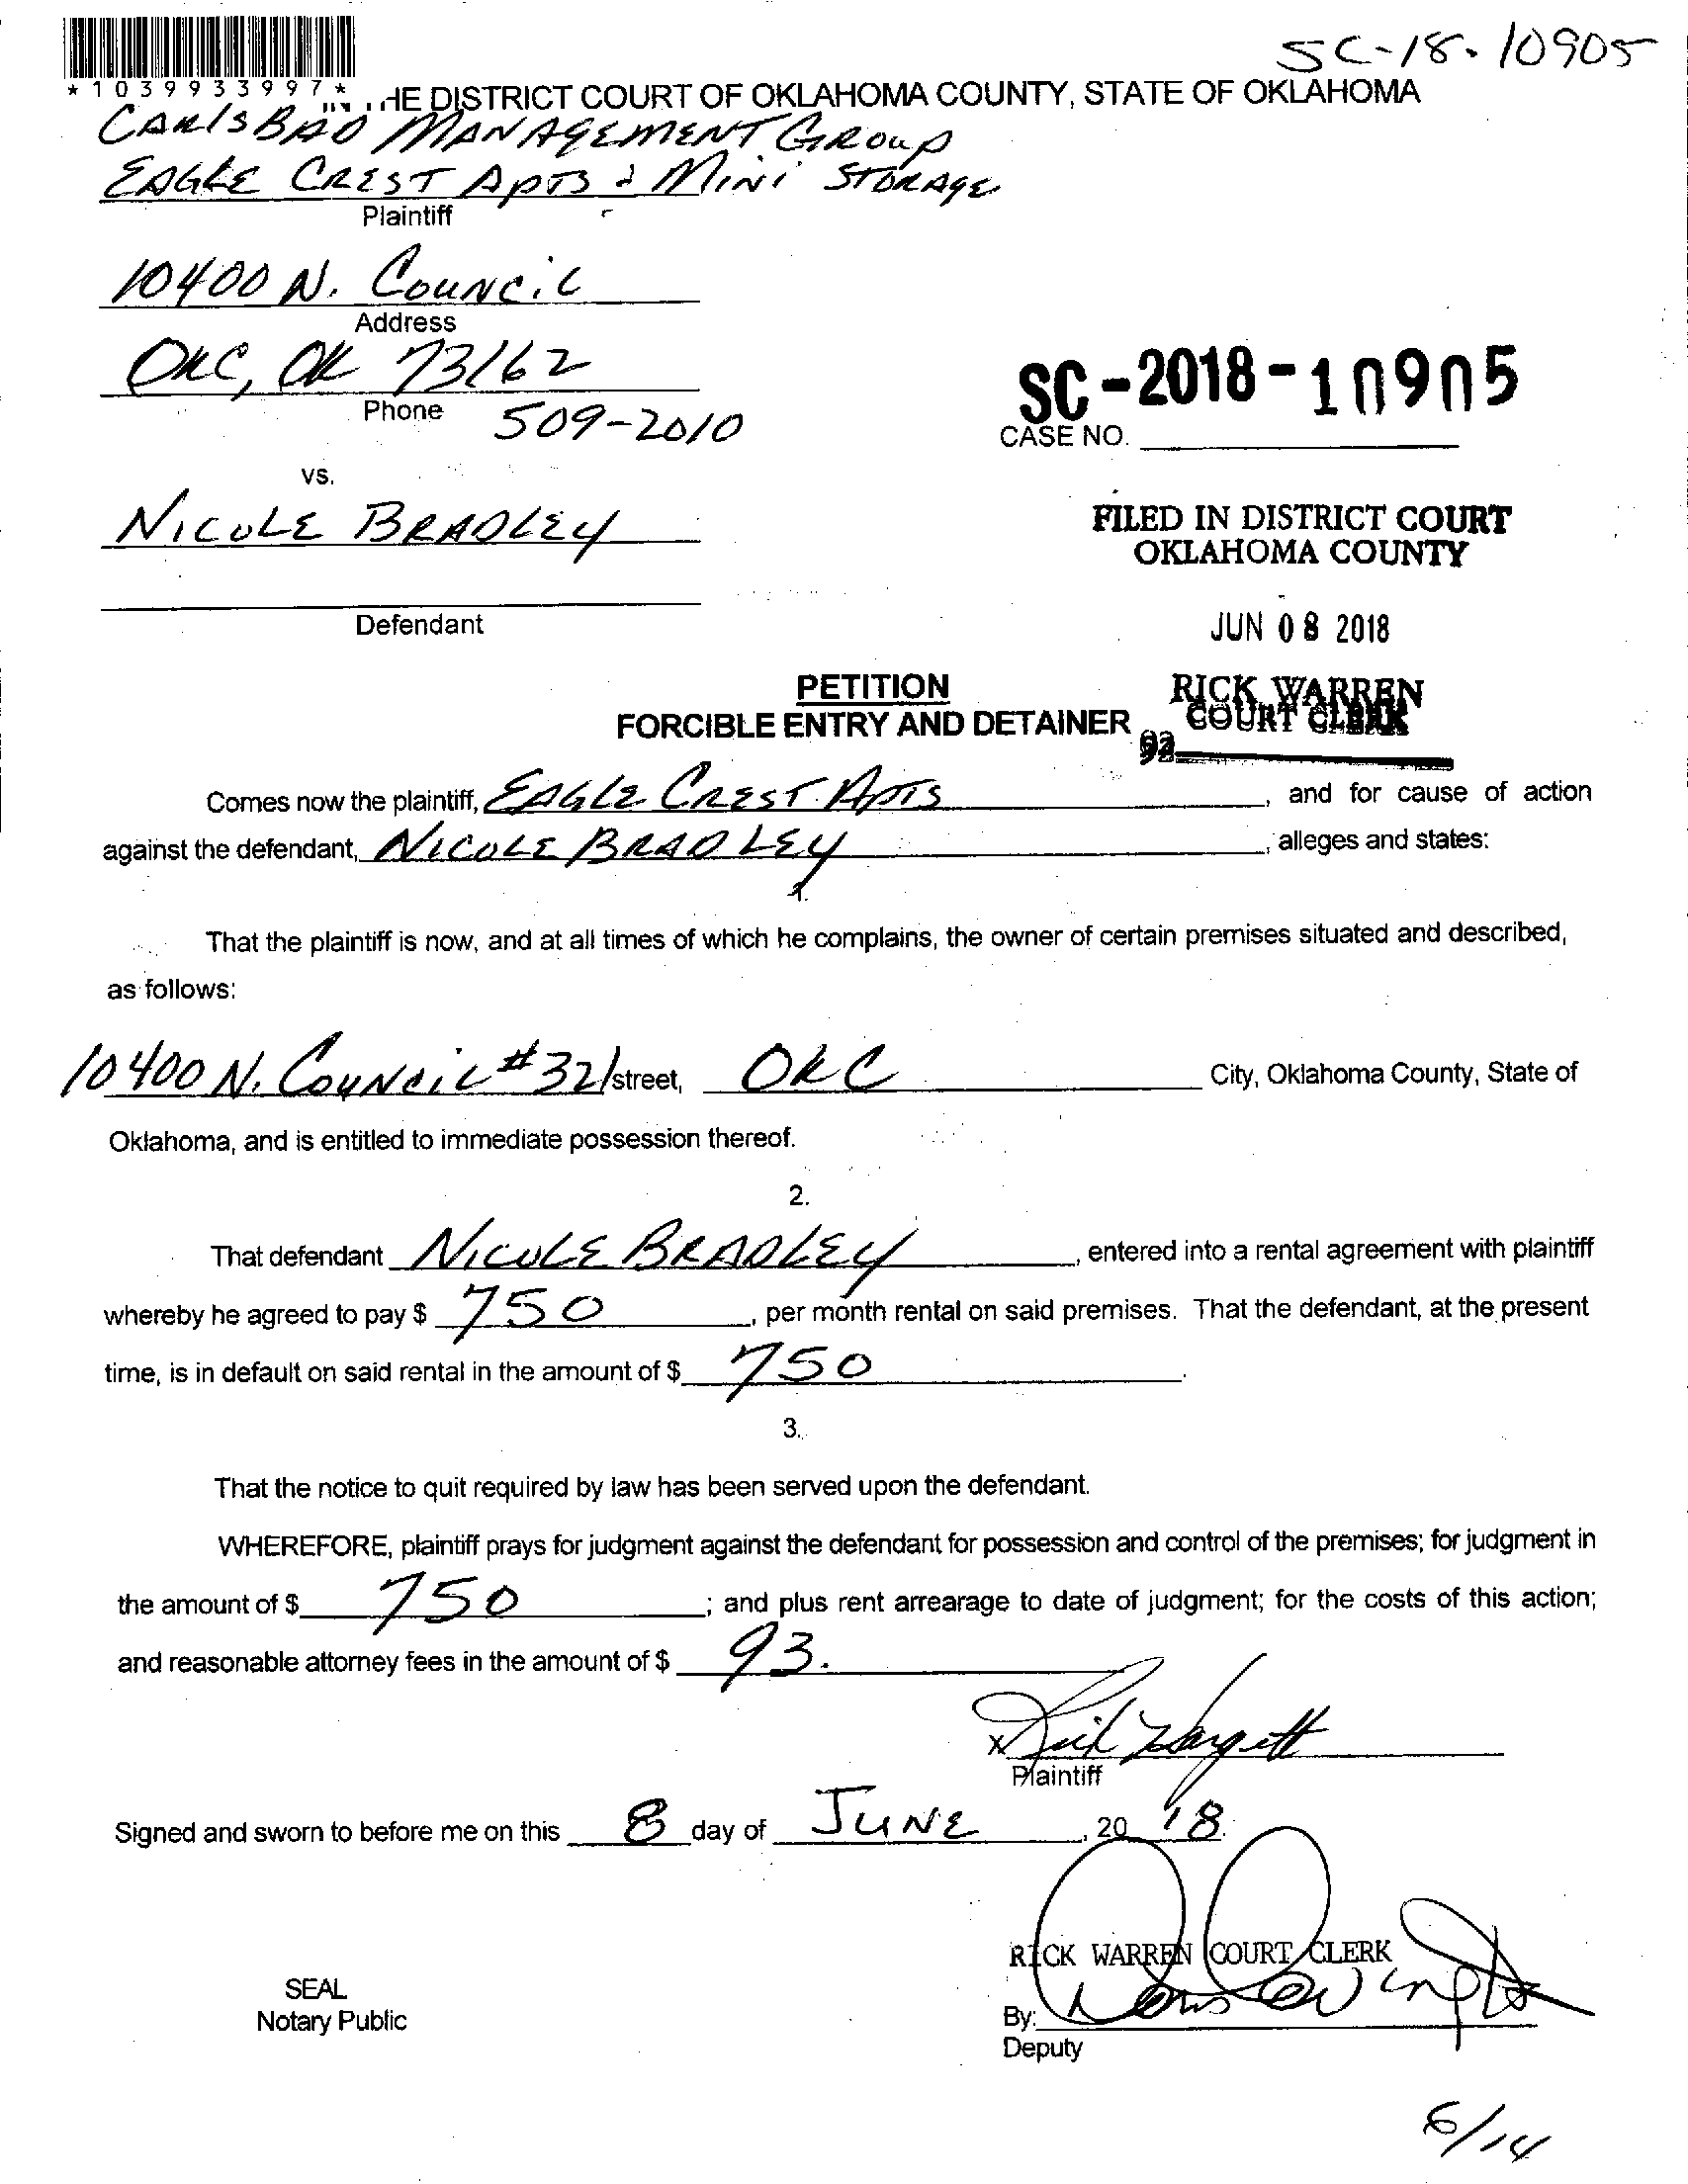 SC-18-10905
*1039933997*
HE DISTRICT COURT OF OKLAHOMA COUNTY, STATE OF OKLAHOMA
CARlSBAD MANAGEMENT GROUP
EAGLE CREST APTS & MiNi STORAGE
Plaintiff
10400 N. COUNCiL
Address
OKC, OK 73162
Phone 509-2010
SC-2018-10905
CASE NO.
vs.
NICOLE BRADLEY
FILED IN DISTRICT COURT
OKLAHOMA COUNTY
Defendant
JUN 08 2018
PETITION
RICK WARREN
FORCIBLE ENTRY AND DETAINER
COURT CLERK
Comes now the plaintiff, EAGLE CREST APTS, and for cause of action
against the defendant, NICOLE BRADLEY, alleges and states:
1.
That the plaintiff is now, and at all times of which he complains, the owner of certain premises situated and described,
as follows:
10400 N. COUNCiL #321 street, OKC City, Oklahoma County, State of
Oklahoma, and is entitled to immediate possession thereof.
2.
That defendant NICOLE BRADLEY, entered into a rental agreement with plaintiff
whereby he agreed to pay $ 750, per month rental on said premises. That the defendant, at the present
time, is in default on said rental in the amount of $ 750.
3.
That the notice to quit required by law has been served upon the defendant.
WHEREFORE, plaintiff prays for judgment against the defendant for possession and control of the premises; for judgment in
the amount of $ 750; and plus rent arrearage to date of judgment; for the costs of this action;
and reasonable attorney fees in the amount of $ 93.
x
Plaintiff
Signed and sworn to before me on this 8 day of JUNE, 20 18.
RICK WARREN COURT CLERK
SEAL
Notary Public
By:
Deputy
6/14